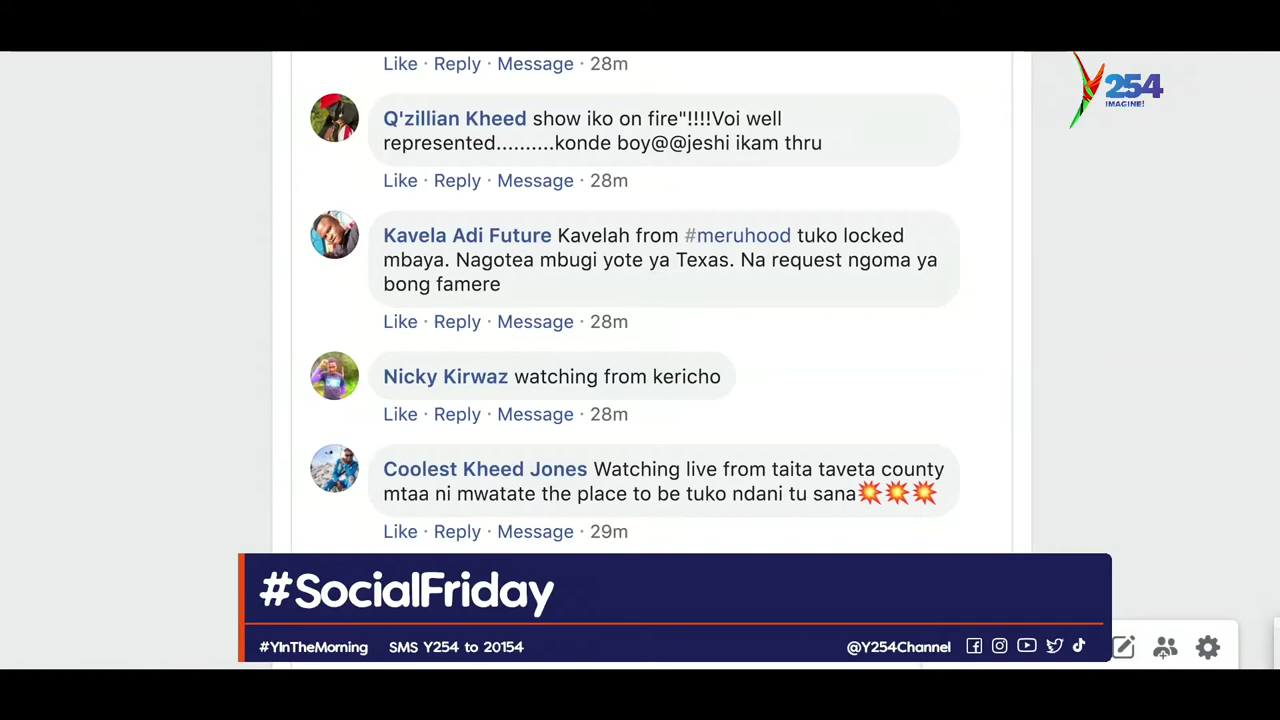 Like · Reply · Message · 28m
Y254
IMAGINE!
Q'zillian Kheed show iko on fire"!!!!Voi well
represented..........konde boy@@jeshi ikam thru
Like · Reply · Message · 28m
Kavela Adi Future Kavelah from #meruhood tuko locked
mbaya. Nagotea mbugi yote ya Texas. Na request ngoma ya
bong famere
Like · Reply · Message · 28m
Nicky Kirwaz watching from kericho
Like · Reply · Message · 28m
Coolest Kheed Jones Watching live from taita taveta county
mtaa ni mwatate the place to be tuko ndani tu sana💥💥💥
Like · Reply · Message · 29m
#SocialFriday
#YInTheMorning SMS Y254 to 20154 @Y254Channel